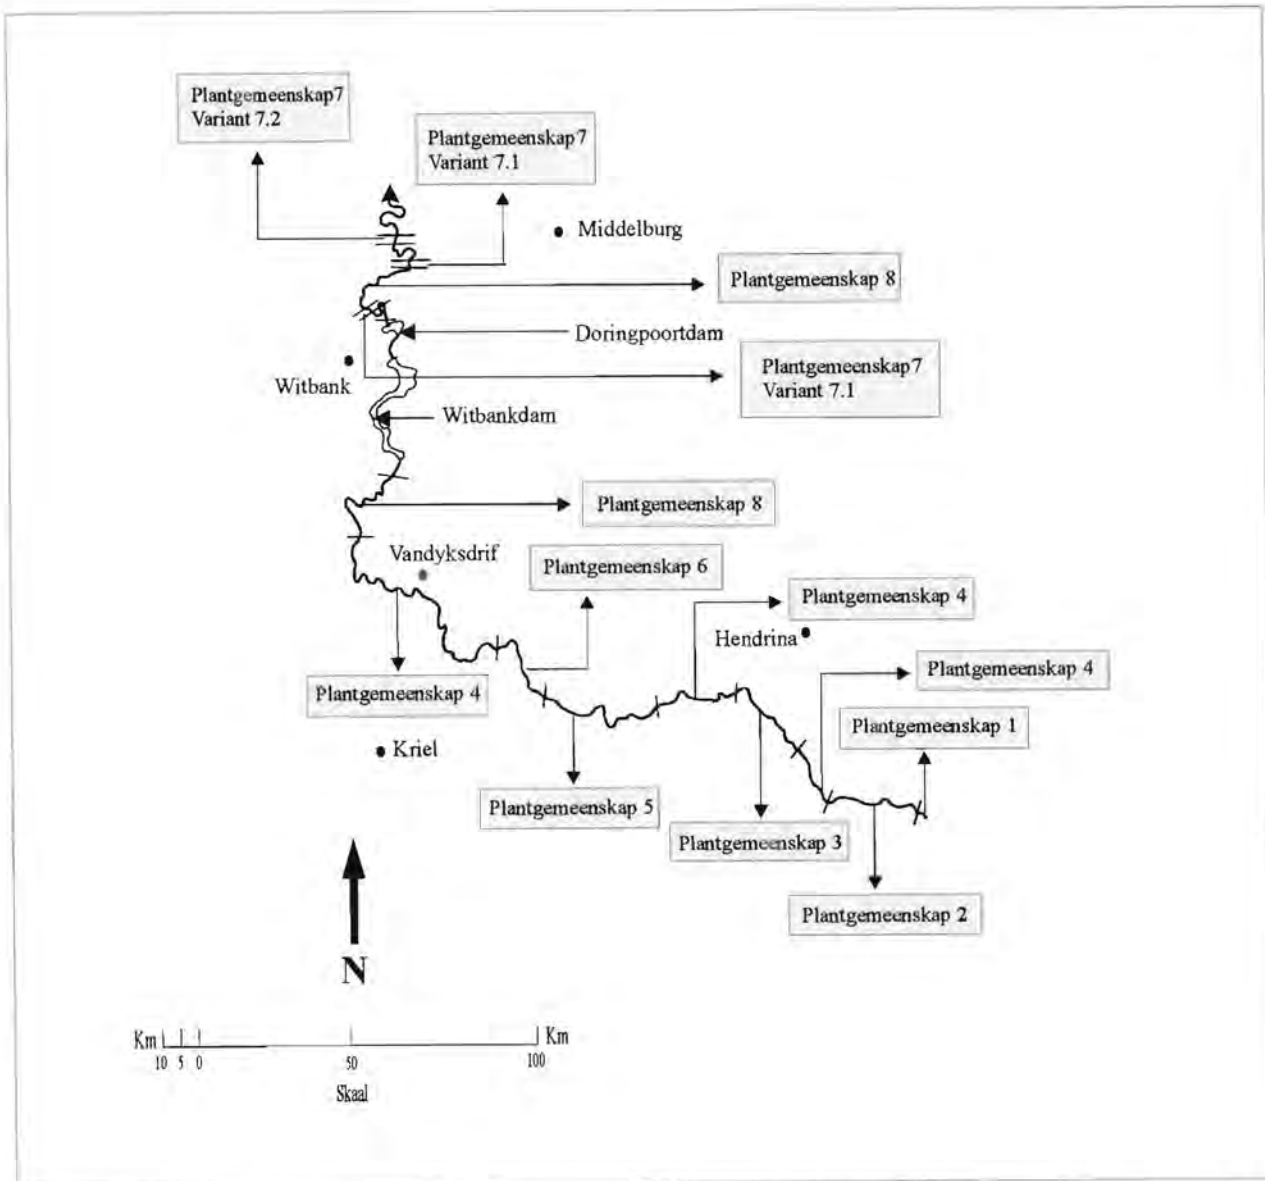 Plantgemeenskap7
Variant 7.2
Plantgemeenskap7
Variant 7.1
Middelburg
Plantgemeenskap 8
Doringpoortdam
Plantgemeenskap7
Variant 7.1
Witbank
Witbankdam
Plantgemeenskap 8
Vandyksdrif
Plantgemeenskap 6
Plantgemeenskap 4
Hendrina
Plantgemeenskap 4
Plantgemeenskap 4
Plantgemeenskap 1
Kriel
Plantgemeenskap 5
Plantgemeenskap 3
Plantgemeenskap 2
N
Km Km
10 5 0 50 100
Skaal